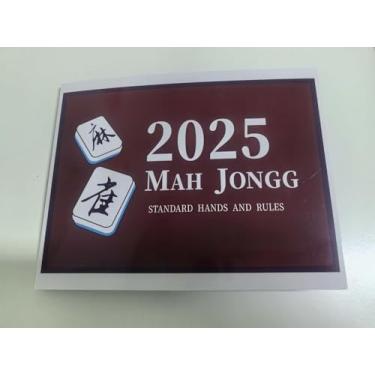 麻
雀
2025
MAH JONGG
STANDARD HANDS AND RULES